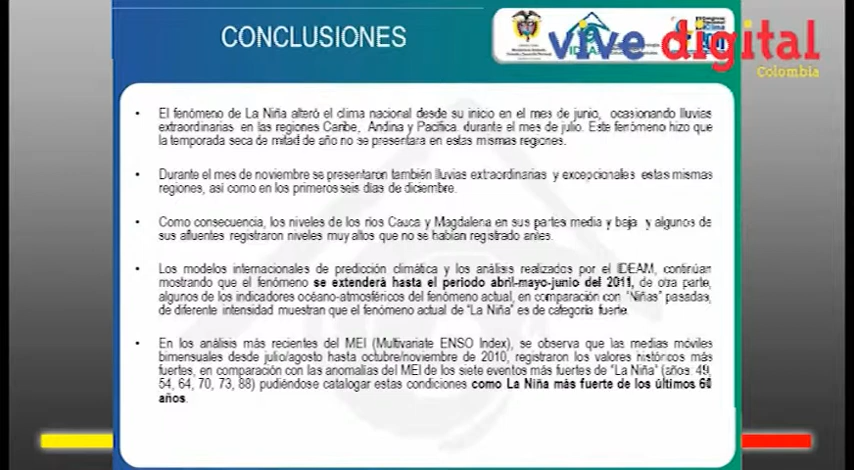 CONCLUSIONES
vive digital
Colombia
• El fenómeno de La Niña alteró el clima nacional desde su inicio en el mes de junio, ocasionando lluvias
extraordinarias en las regiones Caribe, Andina y Pacífica. durante el mes de julio. Este fenómeno hizo que
la temporada seca de mitad de año no se presentara en estas mismas regiones.
• Durante el mes de noviembre se presentaron también lluvias extraordinarias y excepcionales estas mismas
regiones, así como en los primeros seis días de diciembre.
• Como consecuencia, los niveles de los ríos Cauca y Magdalena en sus partes media y baja y algunos de
sus afluentes registraron niveles muy altos que no se habían registrado antes.
• Los modelos internacionales de predicción climática y los análisis realizados por el IDEAM, continúan
mostrando que el fenómeno se extenderá hasta el periodo abril-mayo-junio del 2011, de otra parte,
algunos de los indicadores océano-atmosféricos del fenómeno actual, en comparación con "Niñas" pasadas,
de diferente intensidad muestran que el fenómeno actual de "La Niña" es de categoría fuerte.
• En los análisis más recientes del MEI (Multivariate ENSO Index), se observa que las medias móviles
bimensuales desde julio/agosto hasta octubre/noviembre de 2010, registraron los valores históricos más
fuertes, en comparación con las anomalías del MEI de los siete eventos más fuertes de "La Niña" (años. 49,
54, 64, 70, 73, 88) pudiéndose catalogar estas condiciones como La Niña más fuerte de los últimos 60
años.